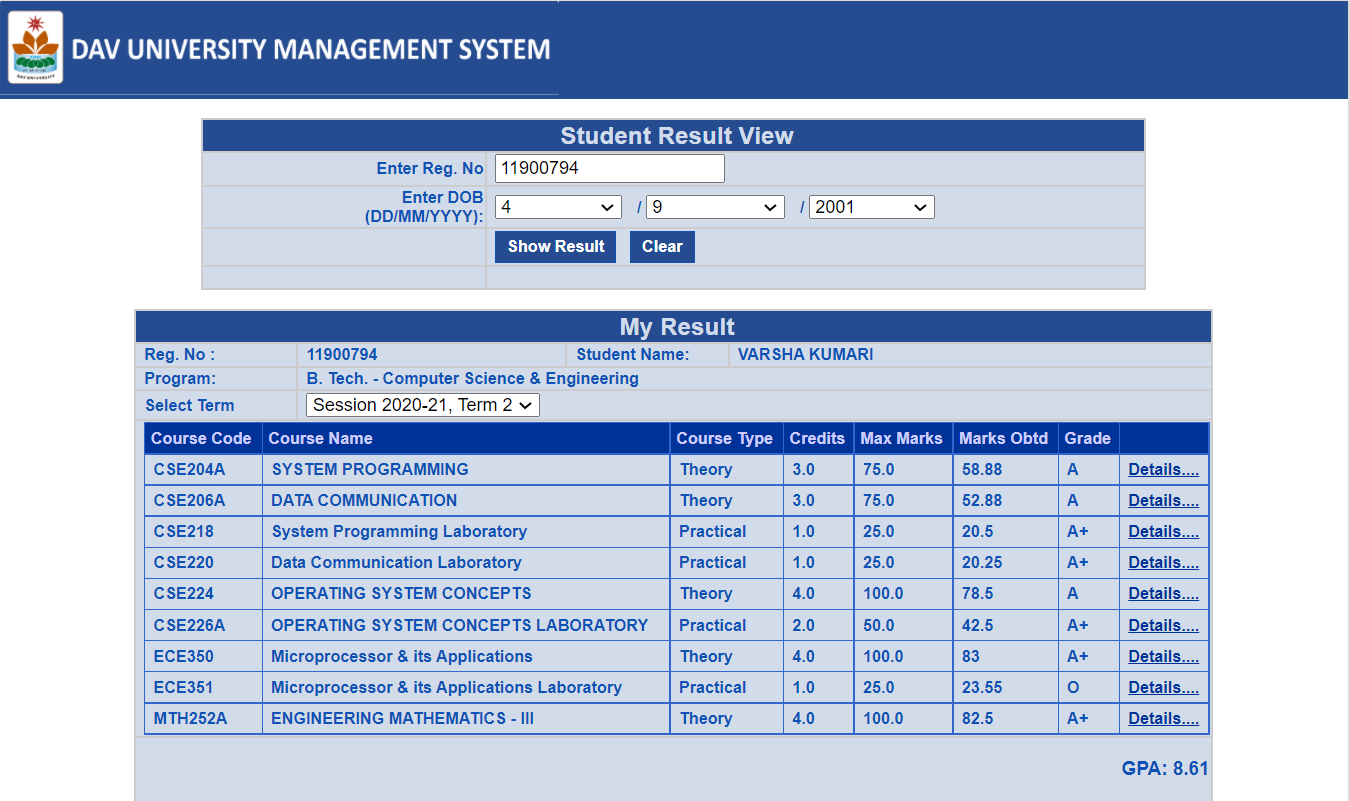 DAV UNIVERSITY MANAGEMENT SYSTEM
DAV UNIVERSITY
Student Result View
Enter Reg. No 11900794
Enter DOB
(DD/MM/YYYY): 4 / 9 / 2001
Show Result Clear
My Result
Reg. No : 11900794 Student Name: VARSHA KUMARI
Program: B. Tech. - Computer Science & Engineering
Select Term Session 2020-21, Term 2
Course Code Course Name Course Type Credits Max Marks Marks Obtd Grade
CSE204A SYSTEM PROGRAMMING Theory 3.0 75.0 58.88 A Details....
CSE206A DATA COMMUNICATION Theory 3.0 75.0 52.88 A Details....
CSE218 System Programming Laboratory Practical 1.0 25.0 20.5 A+ Details....
CSE220 Data Communication Laboratory Practical 1.0 25.0 20.25 A+ Details....
CSE224 OPERATING SYSTEM CONCEPTS Theory 4.0 100.0 78.5 A Details....
CSE226A OPERATING SYSTEM CONCEPTS LABORATORY Practical 2.0 50.0 42.5 A+ Details....
ECE350 Microprocessor & its Applications Theory 4.0 100.0 83 A+ Details....
ECE351 Microprocessor & its Applications Laboratory Practical 1.0 25.0 23.55 O Details....
MTH252A ENGINEERING MATHEMATICS - III Theory 4.0 100.0 82.5 A+ Details....
GPA: 8.61